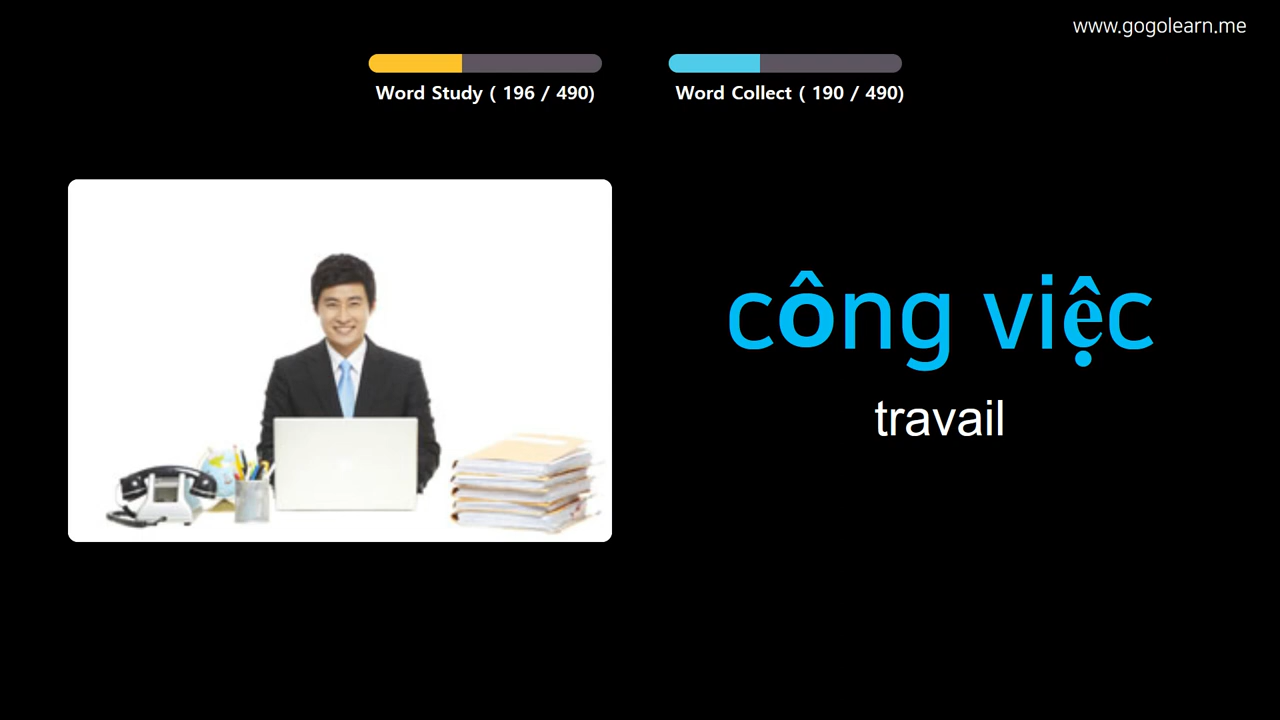 www.gogolearn.me
Word Study ( 196 / 490)
Word Collect ( 190 / 490)
công việc
travail